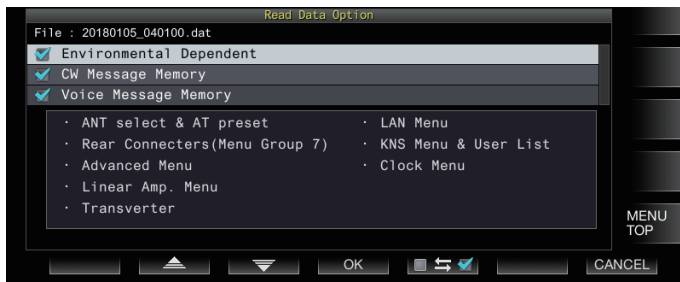 Read Data Option
File : 20180105_040100.dat
Environmental Dependent
CW Message Memory
Voice Message Memory
· ANT select & AT preset
· Rear Connecters(Menu Group 7)
· Advanced Menu
· Linear Amp. Menu
· Transverter
· LAN Menu
· KNS Menu & User List
· Clock Menu
MENU
TOP
OK
CANCEL